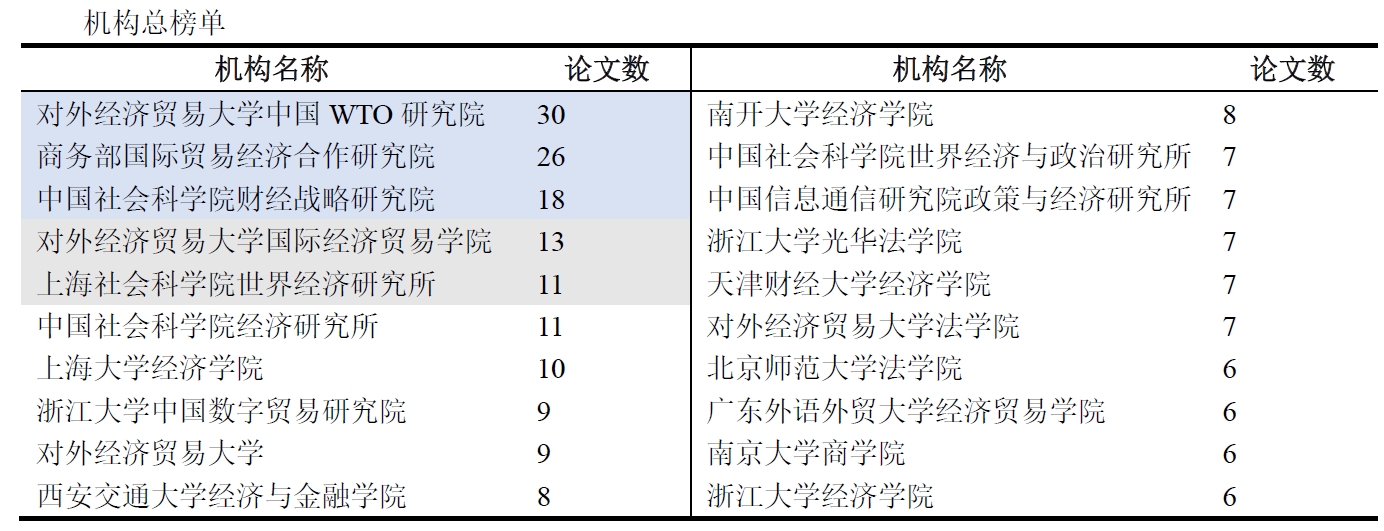 机构总榜单
机构名称 论文数 机构名称 论文数
对外经济贸易大学中国 WTO 研究院 30 南开大学经济学院 8
商务部国际贸易经济合作研究院 26 中国社会科学院世界经济与政治研究所 7
中国社会科学院财经战略研究院 18 中国信息通信研究院政策与经济研究所 7
对外经济贸易大学国际经济贸易学院 13 浙江大学光华法学院 7
上海社会科学院世界经济研究所 11 天津财经大学经济学院 7
中国社会科学院经济研究所 11 对外经济贸易大学法学院 7
上海大学经济学院 10 北京师范大学法学院 6
浙江大学中国数字贸易研究院 9 广东外语外贸大学经济贸易学院 6
对外经济贸易大学 9 南京大学商学院 6
西安交通大学经济与金融学院 8 浙江大学经济学院 6